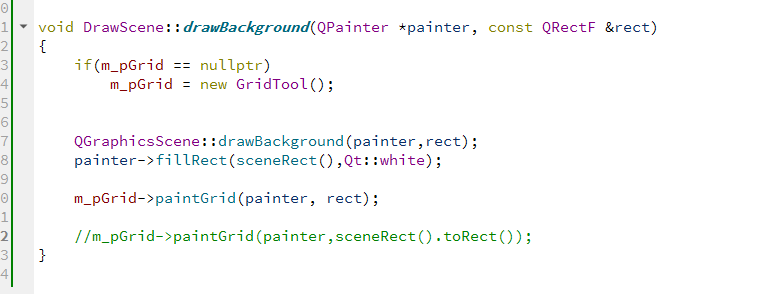 0
1 void DrawScene::drawBackground(QPainter *painter, const QRectF &rect)
2 {
3     if(m_pGrid == nullptr)
4         m_pGrid = new GridTool();
5
6
7     QGraphicsScene::drawBackground(painter,rect);
8     painter->fillRect(sceneRect(),Qt::white);
9
0     m_pGrid->paintGrid(painter, rect);
1
2     //m_pGrid->paintGrid(painter,sceneRect().toRect());
3 }
4